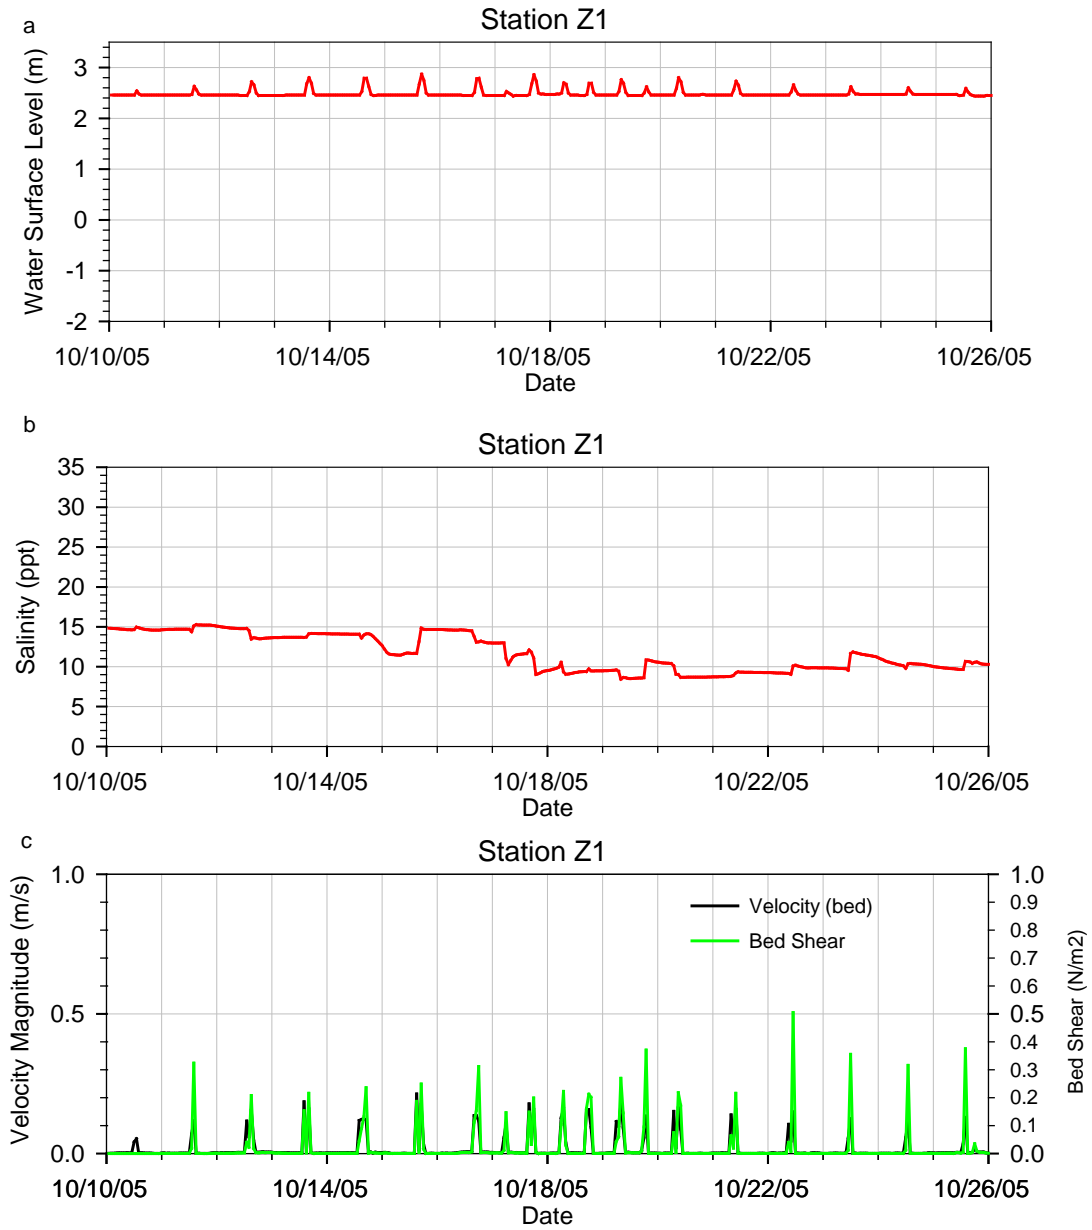 a
Station Z1
Water Surface Level (m)
3
2
1
0
-1
-2
10/10/05 10/14/05 10/18/05 10/22/05 10/26/05
Date
b
Station Z1
Salinity (ppt)
35
30
25
20
15
10
5
0
10/10/05 10/14/05 10/18/05 10/22/05 10/26/05
Date
c
Station Z1
Velocity Magnitude (m/s)
1.0
0.5
0.0
Velocity (bed)
Bed Shear
1.0
0.9
0.8
0.7
0.6
0.5
0.4
0.3
0.2
0.1
0.0
Bed Shear (N/m2)
10/10/05 10/14/05 10/18/05 10/22/05 10/26/05
Date